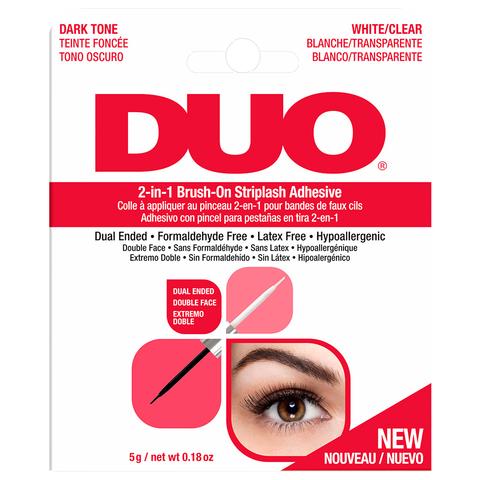 DARK TONE
TEINTE FONCÉE
TONO OSCURO
WHITE/CLEAR
BLANCHE/TRANSPARENTE
BLANCO/TRANSPARENTE
DUO®
2-in-1 Brush-On Striplash Adhesive
Colle à appliquer au pinceau 2-en-1 pour bandes de faux cils
Adhesivo con pincel para pestañas en tira 2-en-1
Dual Ended • Formaldehyde Free • Latex Free • Hypoallergenic
Double Face • Sans Formaldéhyde • Sans Latex • Hypoallergénique
Extremo Doble • Sin Formaldehido • Sin Látex • Hipoalergénico
DUAL ENDED
DOUBLE FACE
EXTREMO
DOBLE
5g / net wt 0.18 oz
NEW
NOUVEAU / NUEVO